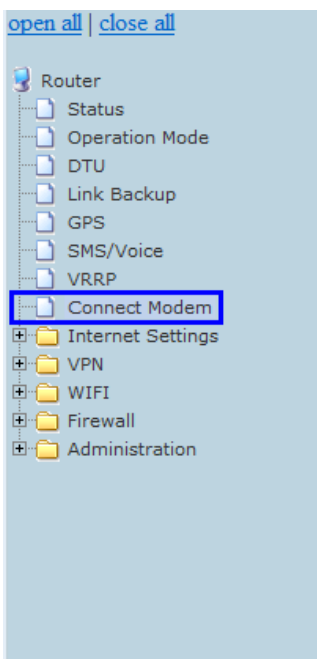 open all | close all
Router
Status
Operation Mode
DTU
Link Backup
GPS
SMS/Voice
VRRP
Connect Modem
Internet Settings
VPN
WIFI
Firewall
Administration